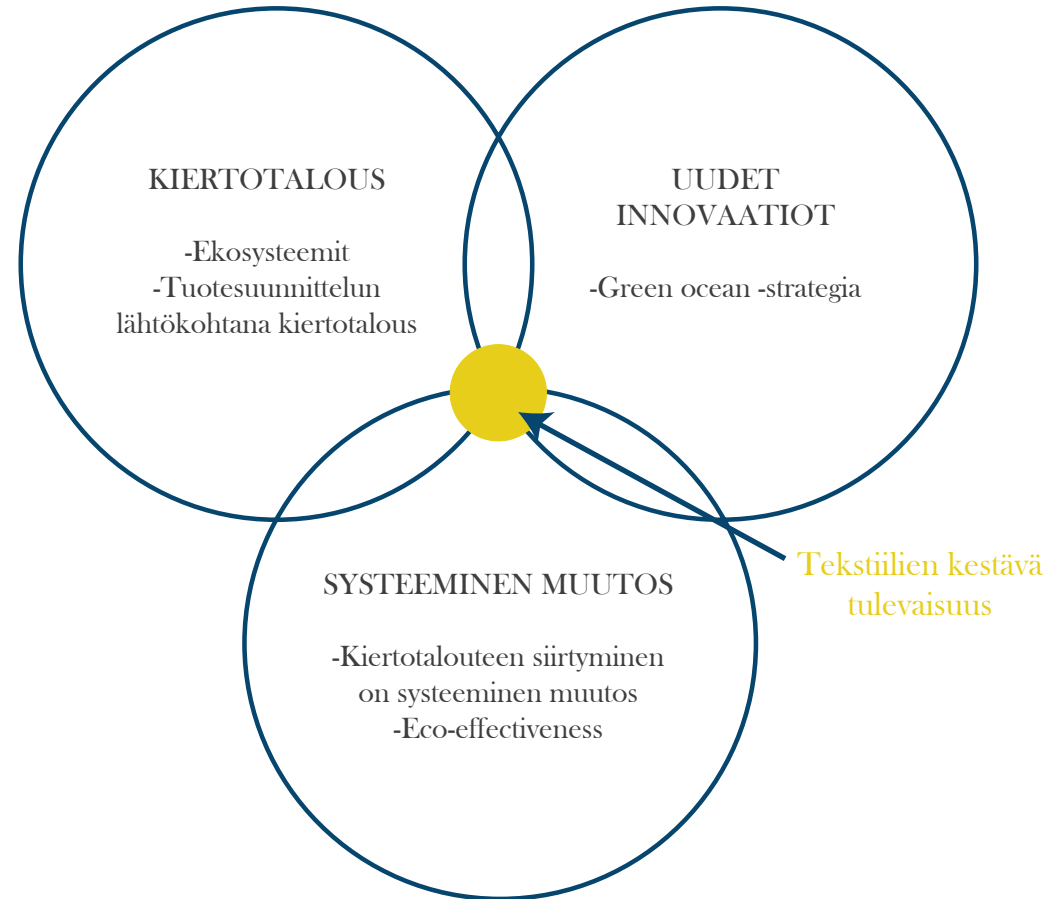 KIERTOTALOUS
-Ekosysteemit
-Tuotesuunnittelun
lähtökohtana kiertotalous
UUDET
INNOVAATIOT
-Green ocean -strategia
SYSTEEMINEN MUUTOS
-Kiertotalouteen siirtyminen
on systeeminen muutos
-Eco-effectiveness
Tekstiilien kestävä
tulevaisuus